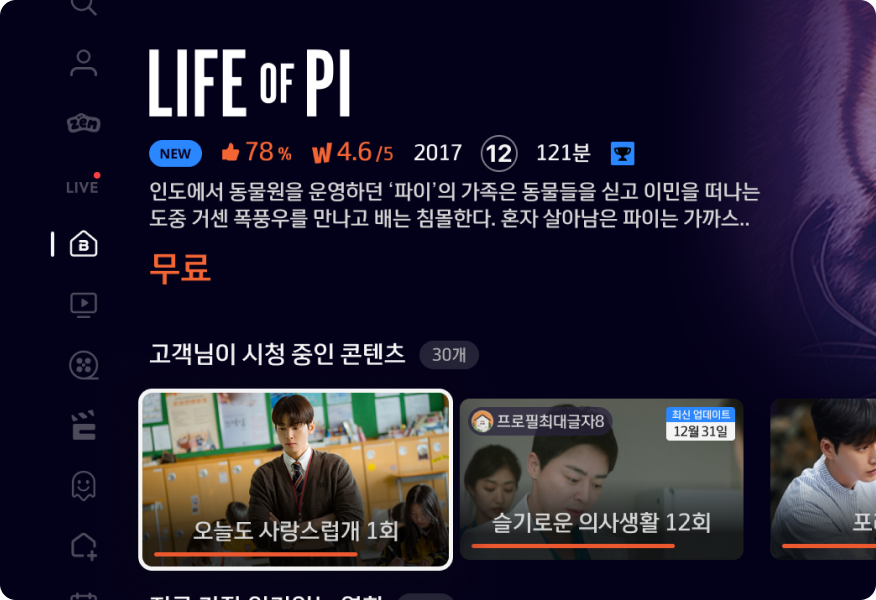 LIFE OF PI
NEW 78% W 4.6/5 2017 12 121분
인도에서 동물원을 운영하던 ‘파이’의 가족은 동물들을 싣고 이민을 떠나는
도중 거센 폭풍우를 만나고 배는 침몰한다. 혼자 살아남은 파이는 가까스..
무료
zen
LIVE
B
고객님이 시청 중인 콘텐츠 30개
오늘도 사랑스럽개 1회
프로필최대글자8
최신 업데이트
12월 31일
슬기로운 의사생활 12회